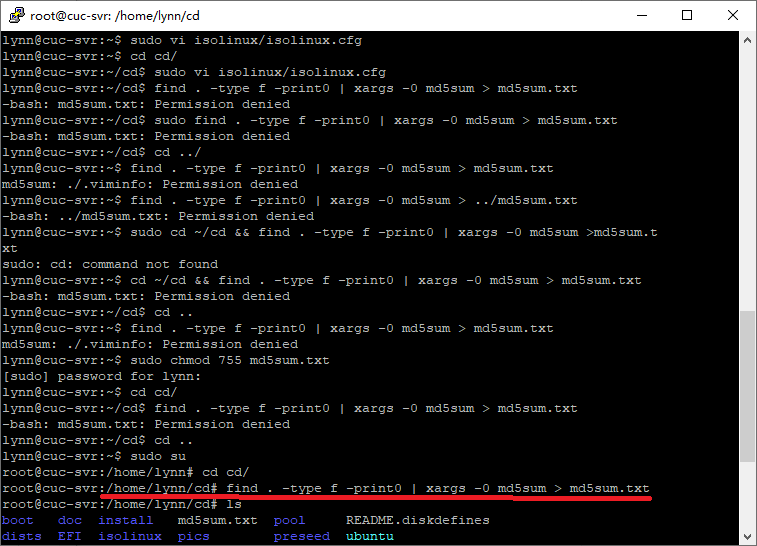 root@cuc-svr: /home/lynn/cd
lynn@cuc-svr:~$ sudo vi isolinux/isolinux.cfg
lynn@cuc-svr:~$ cd cd/
lynn@cuc-svr:~/cd$ sudo vi isolinux/isolinux.cfg
lynn@cuc-svr:~/cd$ find . -type f -print0 | xargs -0 md5sum > md5sum.txt
-bash: md5sum.txt: Permission denied
lynn@cuc-svr:~/cd$ sudo find . -type f -print0 | xargs -0 md5sum > md5sum.txt
-bash: md5sum.txt: Permission denied
lynn@cuc-svr:~/cd$ cd ../
lynn@cuc-svr:~$ find . -type f -print0 | xargs -0 md5sum > md5sum.txt
md5sum: ./.viminfo: Permission denied
lynn@cuc-svr:~$ find . -type f -print0 | xargs -0 md5sum > ../md5sum.txt
-bash: ../md5sum.txt: Permission denied
lynn@cuc-svr:~$ sudo cd ~/cd && find . -type f -print0 | xargs -0 md5sum >md5sum.t
xt
sudo: cd: command not found
lynn@cuc-svr:~$ cd ~/cd && find . -type f -print0 | xargs -0 md5sum > md5sum.txt
-bash: md5sum.txt: Permission denied
lynn@cuc-svr:~/cd$ cd ..
lynn@cuc-svr:~$ find . -type f -print0 | xargs -0 md5sum > md5sum.txt
md5sum: ./.viminfo: Permission denied
lynn@cuc-svr:~$ sudo chmod 755 md5sum.txt
[sudo] password for lynn:
lynn@cuc-svr:~$ cd cd/
lynn@cuc-svr:~/cd$ find . -type f -print0 | xargs -0 md5sum > md5sum.txt
-bash: md5sum.txt: Permission denied
lynn@cuc-svr:~/cd$ cd ..
lynn@cuc-svr:~$ sudo su
root@cuc-svr:/home/lynn# cd cd/
root@cuc-svr:/home/lynn/cd# find . -type f -print0 | xargs -0 md5sum > md5sum.txt
root@cuc-svr:/home/lynn/cd# ls
boot doc install md5sum.txt pool README.diskdefines
dists EFI isolinux pics preseed ubuntu